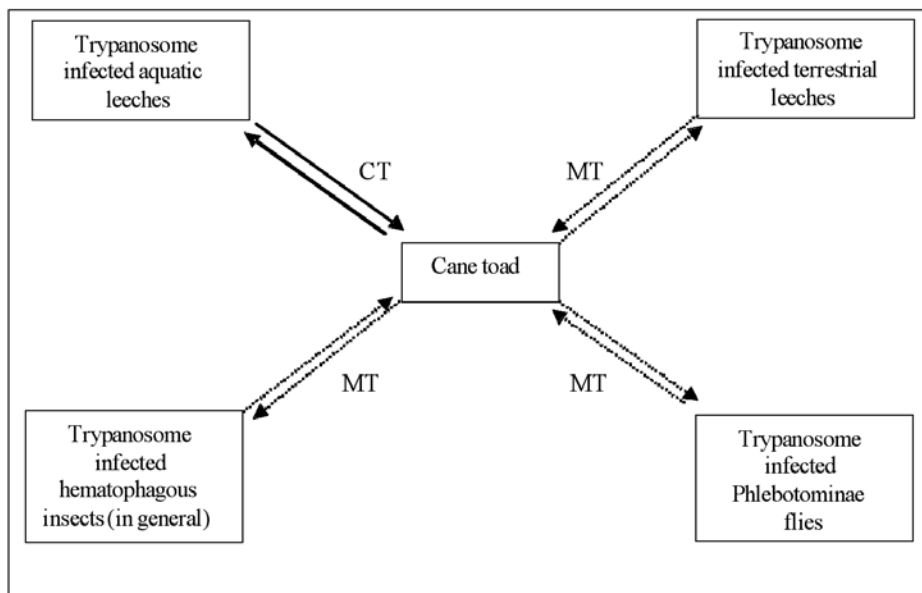 Trypanosome
infected aquatic
leeches
Trypanosome
infected terrestrial
leeches
CT
MT
Cane toad
MT
MT
Trypanosome
infected
hematophagous
insects (in general)
Trypanosome
infected
Phlebotominae
flies